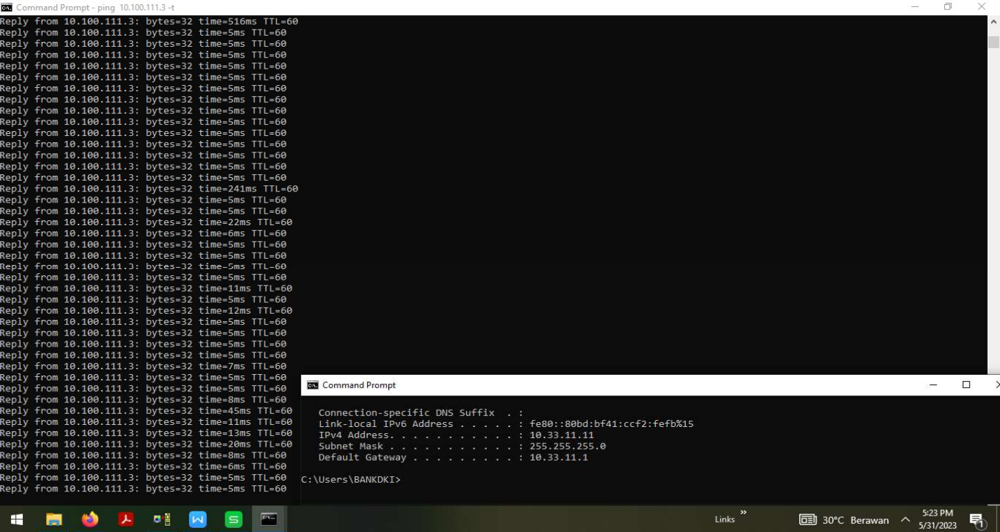 Command Prompt - ping 10.100.111.3 -t
Reply from 10.100.111.3: bytes=32 time=516ms TTL=60
Reply from 10.100.111.3: bytes=32 time=5ms TTL=60
Reply from 10.100.111.3: bytes=32 time=5ms TTL=60
Reply from 10.100.111.3: bytes=32 time=5ms TTL=60
Reply from 10.100.111.3: bytes=32 time=5ms TTL=60
Reply from 10.100.111.3: bytes=32 time=5ms TTL=60
Reply from 10.100.111.3: bytes=32 time=5ms TTL=60
Reply from 10.100.111.3: bytes=32 time=5ms TTL=60
Reply from 10.100.111.3: bytes=32 time=5ms TTL=60
Reply from 10.100.111.3: bytes=32 time=5ms TTL=60
Reply from 10.100.111.3: bytes=32 time=5ms TTL=60
Reply from 10.100.111.3: bytes=32 time=5ms TTL=60
Reply from 10.100.111.3: bytes=32 time=5ms TTL=60
Reply from 10.100.111.3: bytes=32 time=5ms TTL=60
Reply from 10.100.111.3: bytes=32 time=5ms TTL=60
Reply from 10.100.111.3: bytes=32 time=241ms TTL=60
Reply from 10.100.111.3: bytes=32 time=5ms TTL=60
Reply from 10.100.111.3: bytes=32 time=5ms TTL=60
Reply from 10.100.111.3: bytes=32 time=22ms TTL=60
Reply from 10.100.111.3: bytes=32 time=6ms TTL=60
Reply from 10.100.111.3: bytes=32 time=5ms TTL=60
Reply from 10.100.111.3: bytes=32 time=5ms TTL=60
Reply from 10.100.111.3: bytes=32 time=5ms TTL=60
Reply from 10.100.111.3: bytes=32 time=5ms TTL=60
Reply from 10.100.111.3: bytes=32 time=11ms TTL=60
Reply from 10.100.111.3: bytes=32 time=5ms TTL=60
Reply from 10.100.111.3: bytes=32 time=12ms TTL=60
Reply from 10.100.111.3: bytes=32 time=5ms TTL=60
Reply from 10.100.111.3: bytes=32 time=5ms TTL=60
Reply from 10.100.111.3: bytes=32 time=5ms TTL=60
Reply from 10.100.111.3: bytes=32 time=5ms TTL=60
Reply from 10.100.111.3: bytes=32 time=7ms TTL=60
Reply from 10.100.111.3: bytes=32 time=5ms TTL=60
Reply from 10.100.111.3: bytes=32 time=5ms TTL=60
Reply from 10.100.111.3: bytes=32 time=8ms TTL=60
Reply from 10.100.111.3: bytes=32 time=45ms TTL=60
Reply from 10.100.111.3: bytes=32 time=11ms TTL=60
Reply from 10.100.111.3: bytes=32 time=13ms TTL=60
Reply from 10.100.111.3: bytes=32 time=20ms TTL=60
Reply from 10.100.111.3: bytes=32 time=8ms TTL=60
Reply from 10.100.111.3: bytes=32 time=6ms TTL=60
Reply from 10.100.111.3: bytes=32 time=5ms TTL=60
Reply from 10.100.111.3: bytes=32 time=5ms TTL=60
Command Prompt
Connection-specific DNS Suffix . :
Link-local IPv6 Address . . . . . : fe80::80bd:bf41:ccf2:fefb%15
IPv4 Address. . . . . . . . . . . : 10.33.11.11
Subnet Mask . . . . . . . . . . . : 255.255.255.0
Default Gateway . . . . . . . . . : 10.33.11.1
C:\Users\BANKDKI>
Links
30°C Berawan
5:23 PM
5/31/2023
1